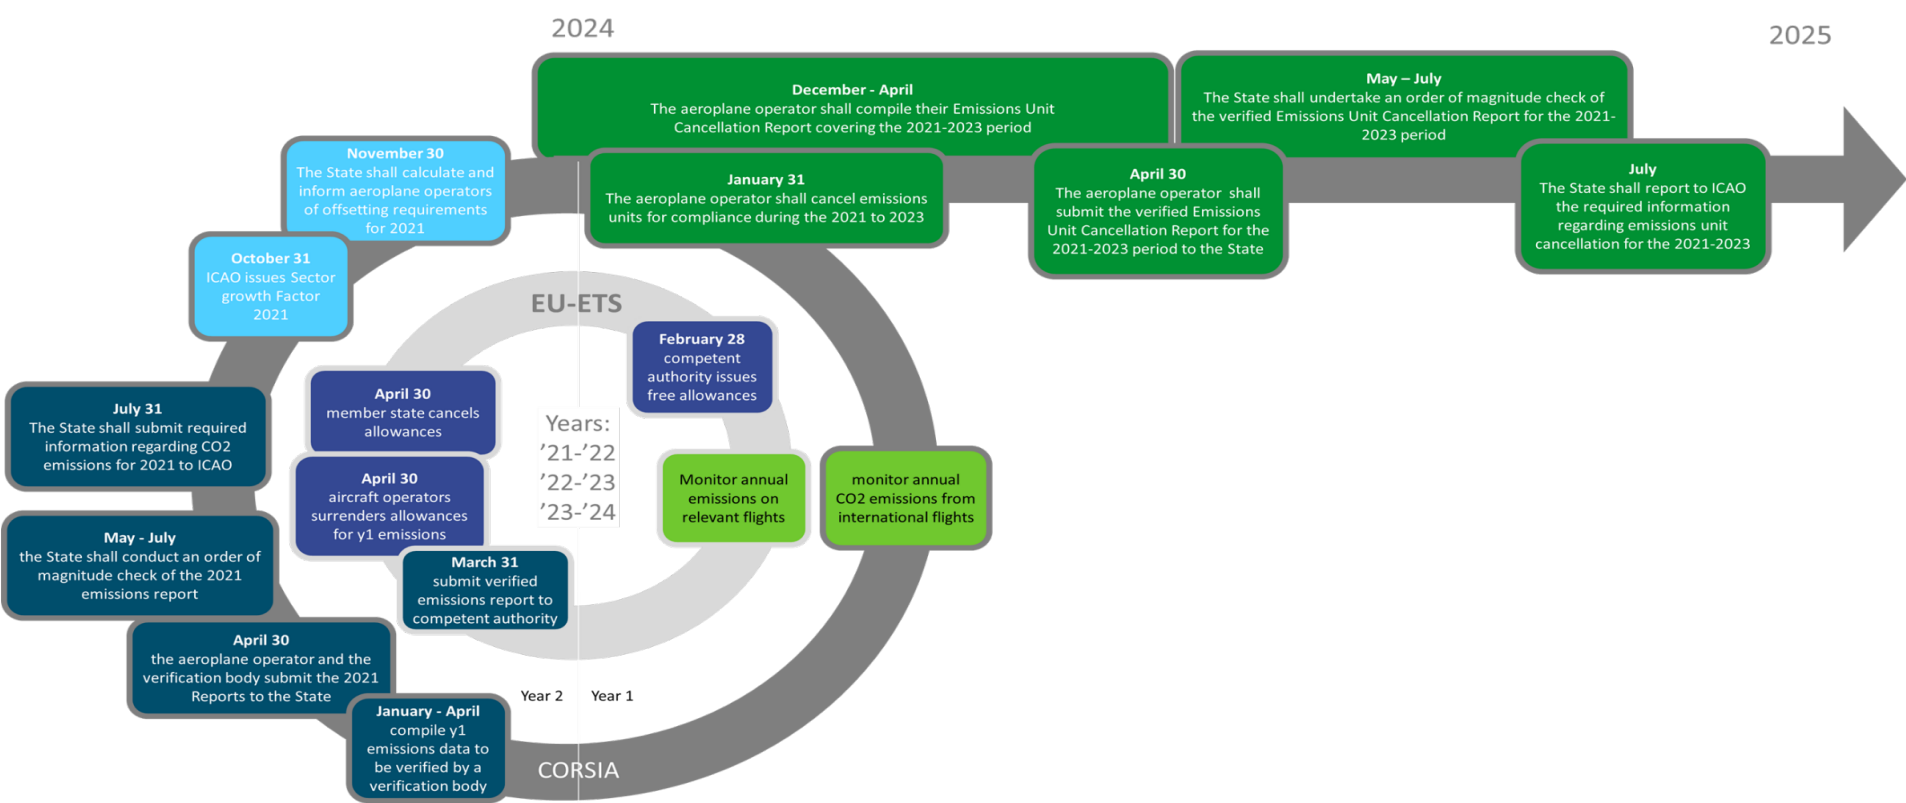 2024
2025
December - April
The aeroplane operator shall compile their Emissions Unit
Cancellation Report covering the 2021-2023 period
May – July
The State shall undertake an order of magnitude check of
the verified Emissions Unit Cancellation Report for the 2021-
2023 period
November 30
The State shall calculate and
inform aeroplane operators
of offsetting requirements
for 2021
January 31
The aeroplane operator shall cancel emissions
units for compliance during the 2021 to 2023
April 30
The aeroplane operator shall
submit the verified Emissions
Unit Cancellation Report for the
2021-2023 period to the State
July
The State shall report to ICAO
the required information
regarding emissions unit
cancellation for the 2021-2023
October 31
ICAO issues Sector
growth Factor
2021
EU-ETS
February 28
competent
authority issues
free allowances
April 30
member state cancels
allowances
July 31
The State shall submit required
information regarding CO2
emissions for 2021 to ICAO
Years:
’21-’22
’22-’23
’23-’24
April 30
aircraft operators
surrenders allowances
for y1 emissions
Monitor annual
emissions on
relevant flights
monitor annual
CO2 emissions from
international flights
May - July
the State shall conduct an order of
magnitude check of the 2021
emissions report
March 31
submit verified
emissions report to
competent authority
April 30
the aeroplane operator and the
verification body submit the 2021
Reports to the State
Year 2
Year 1
January - April
compile y1
emissions data to
be verified by a
verification body
CORSIA